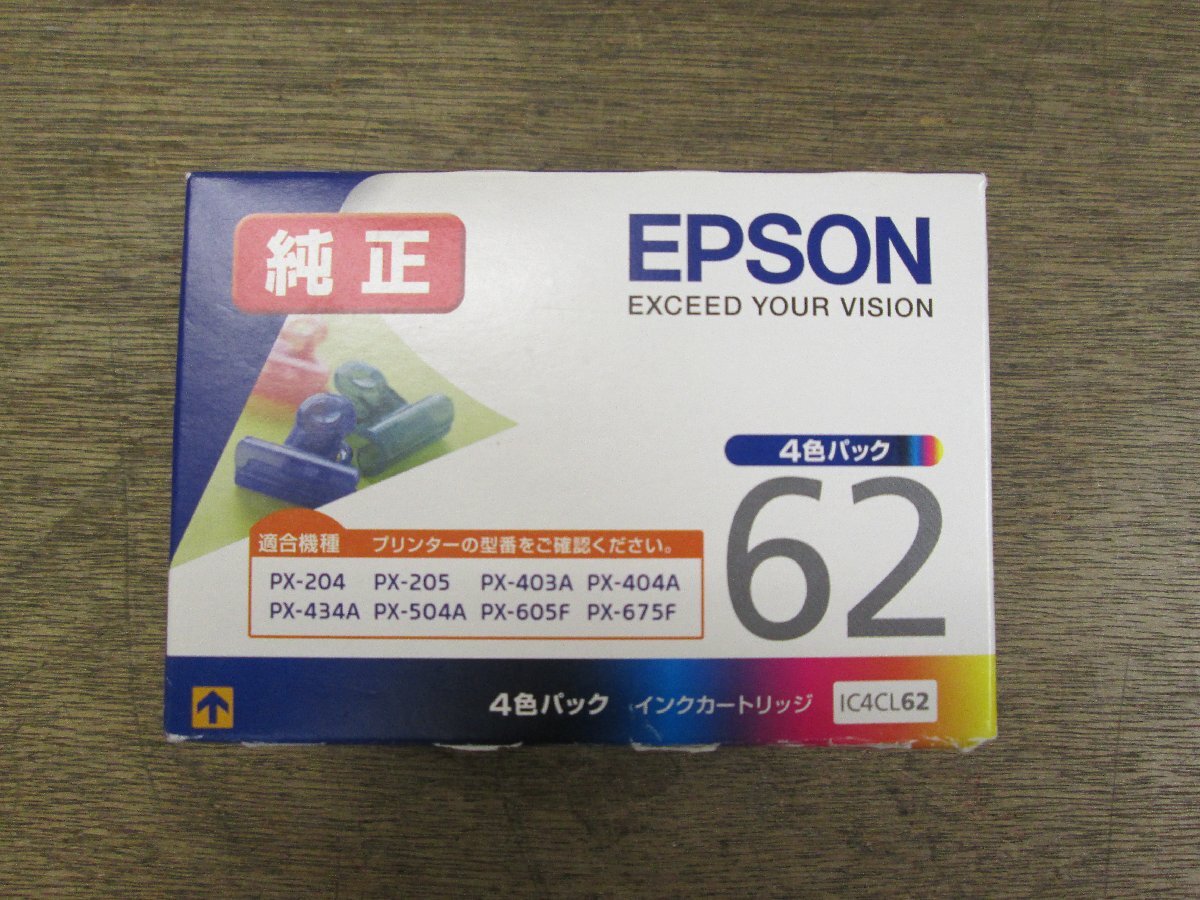 純正
EPSON
EXCEED YOUR VISION
4色パック
62
適合機種 プリンターの型番をご確認ください。
PX-204 PX-205 PX-403A PX-404A
PX-434A PX-504A PX-605F PX-675F
4色パック インクカートリッジ IC4CL62